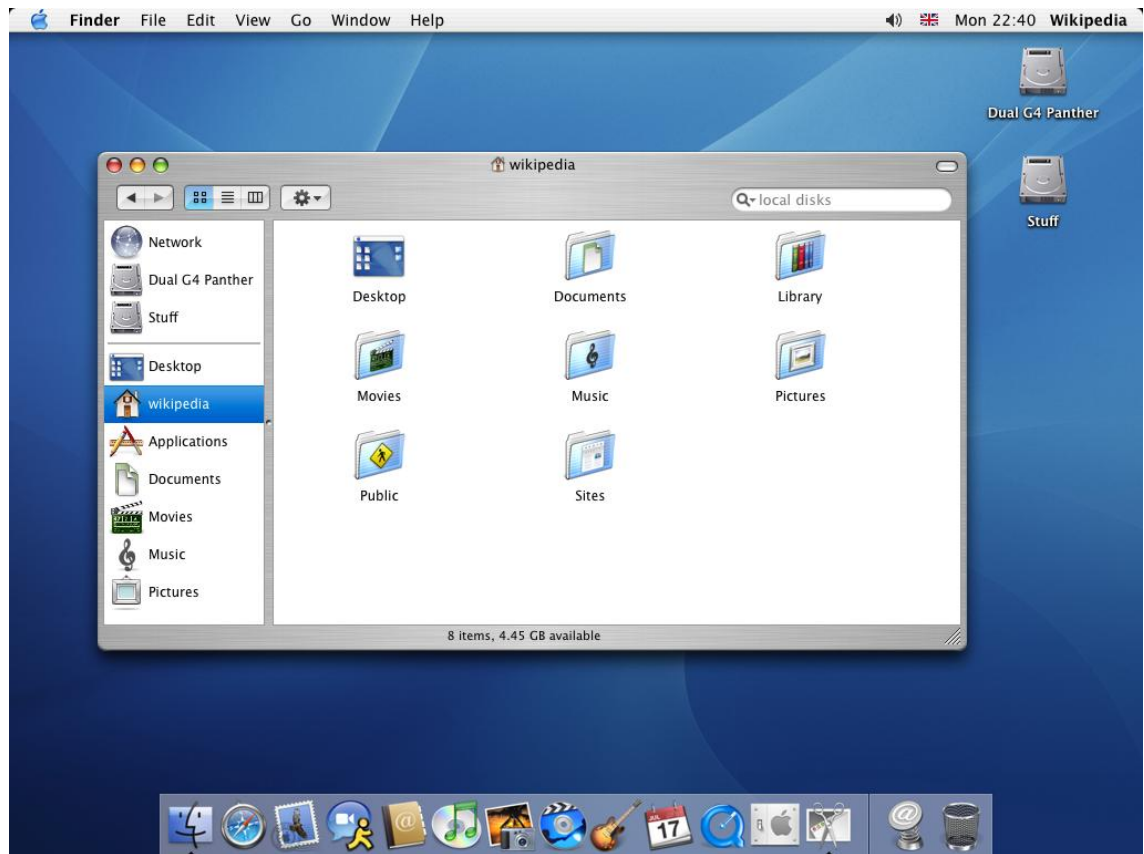 Finder File Edit View Go Window Help Mon 22:40 Wikipedia
Dual G4 Panther
Stuff
wikipedia
local disks
Network
Dual G4 Panther
Stuff
Desktop
wikipedia
Applications
Documents
Movies
Music
Pictures
Desktop Documents Library
Movies Music Pictures
Public Sites
8 items, 4.45 GB available
JUL
17